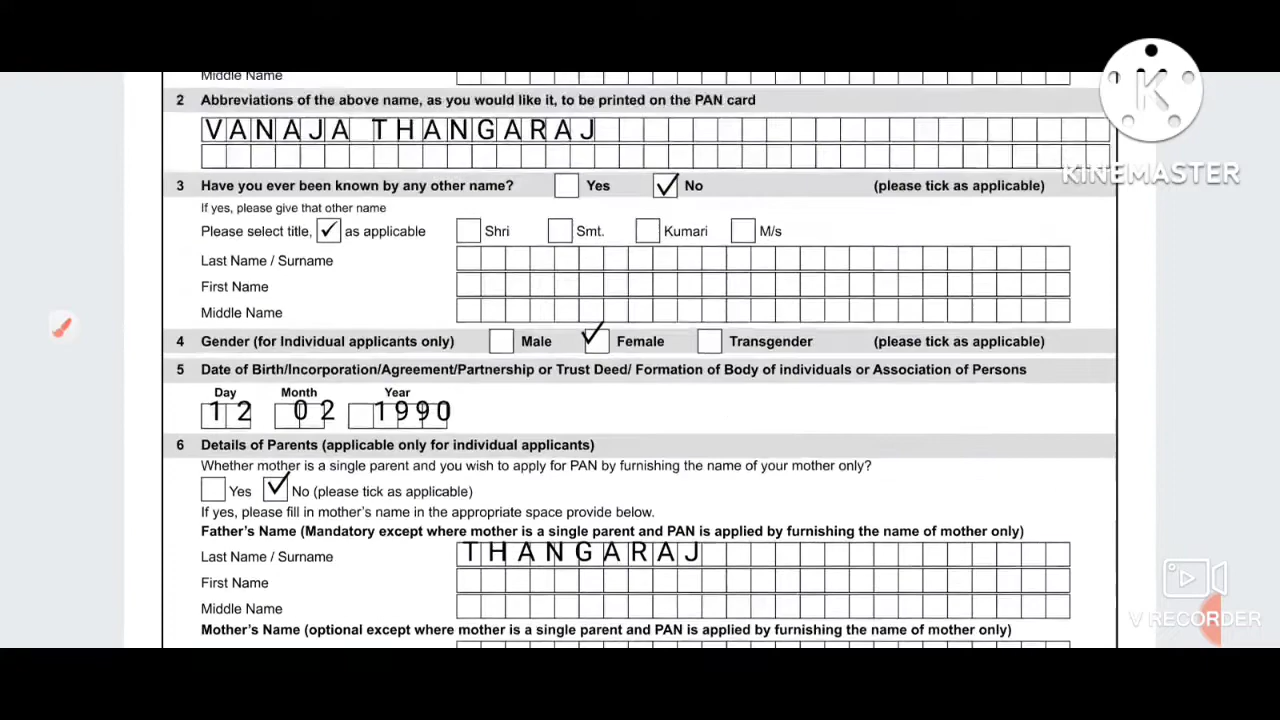 Middle Name
2 Abbreviations of the above name, as you would like it, to be printed on the PAN card
VANAJA THANGARAJ
3 Have you ever been known by any other name? Yes No (please tick as applicable)
If yes, please give that other name
Please select title, as applicable Shri Smt. Kumari M/s
Last Name / Surname
First Name
Middle Name
4 Gender (for Individual applicants only) Male Female Transgender (please tick as applicable)
5 Date of Birth/Incorporation/Agreement/Partnership or Trust Deed/ Formation of Body of individuals or Association of Persons
Day Month Year
12 02 1990
6 Details of Parents (applicable only for individual applicants)
Whether mother is a single parent and you wish to apply for PAN by furnishing the name of your mother only?
Yes No (please tick as applicable)
If yes, please fill in mother's name in the appropriate space provide below.
Father's Name (Mandatory except where mother is a single parent and PAN is applied by furnishing the name of mother only)
Last Name / Surname THANGARAJ
First Name
Middle Name
Mother's Name (optional except where mother is a single parent and PAN is applied by furnishing the name of mother only)
K
KINEMASTER
V RECORDER